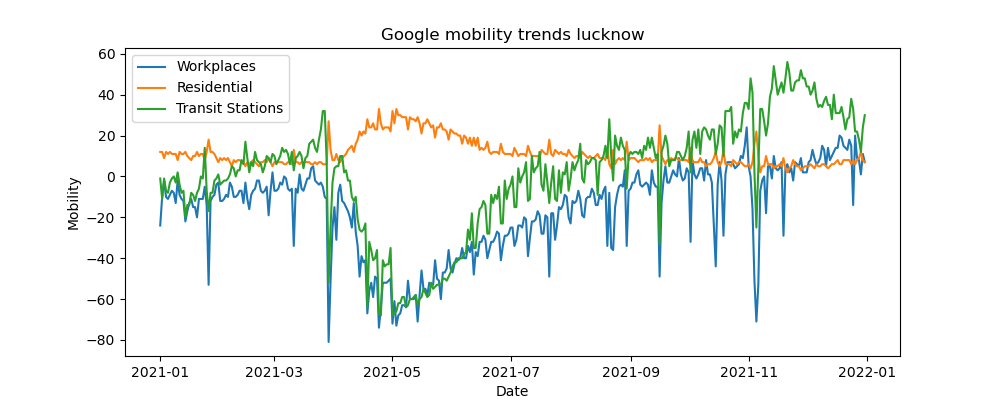 Google mobility trends lucknow
Workplaces
Residential
Transit Stations
60
40
20
0
−20
−40
−60
−80
Mobility
2021-01
2021-03
2021-05
2021-07
2021-09
2021-11
2022-01
Date